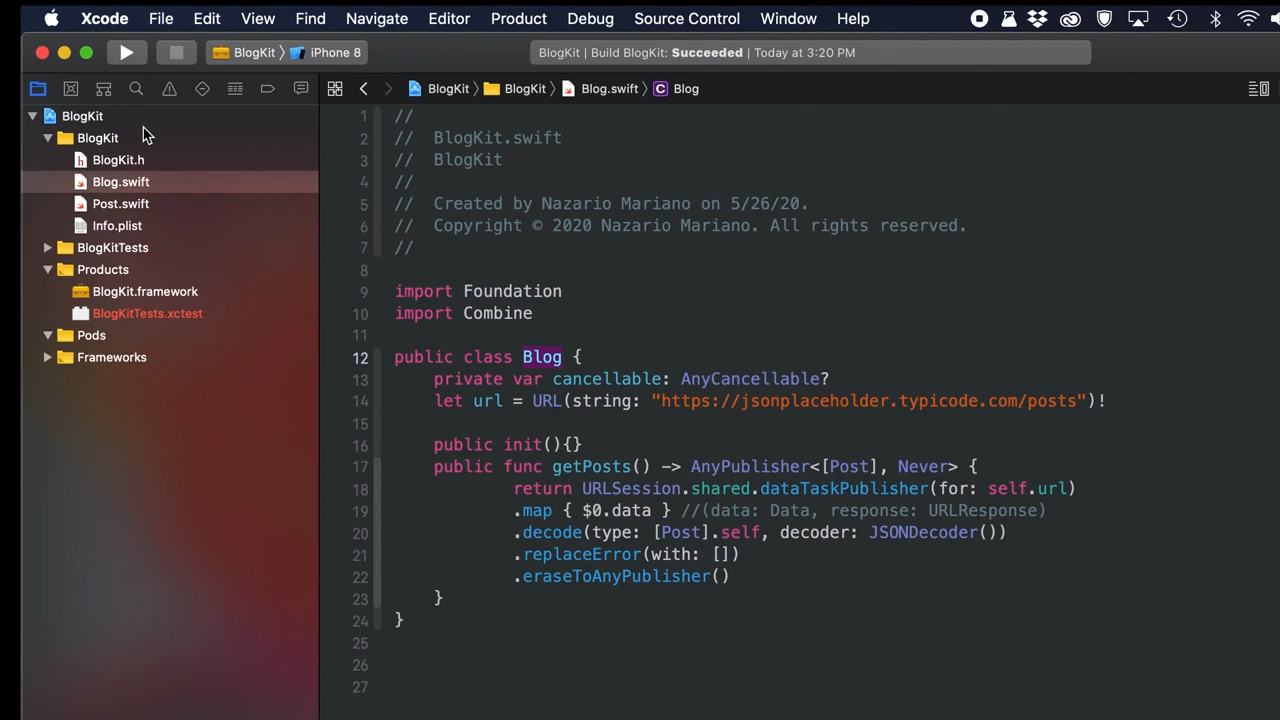 Xcode File Edit View Find Navigate Editor Product Debug Source Control Window Help
BlogKit iPhone 8
BlogKit | Build BlogKit: Succeeded | Today at 3:20 PM
BlogKit BlogKit Blog.swift C Blog
BlogKit
BlogKit
h BlogKit.h
Blog.swift
Post.swift
Info.plist
BlogKitTests
Products
BlogKit.framework
BlogKitTests.xctest
Pods
Frameworks
1 //
2 //  BlogKit.swift
3 //  BlogKit
4 //
5 //  Created by Nazario Mariano on 5/26/20.
6 //  Copyright © 2020 Nazario Mariano. All rights reserved.
7 //
8
9 import Foundation
10 import Combine
11
12 public class Blog {
13     private var cancellable: AnyCancellable?
14     let url = URL(string: "https://jsonplaceholder.typicode.com/posts")!
15
16     public init(){}
17     public func getPosts() -> AnyPublisher<[Post], Never> {
18             return URLSession.shared.dataTaskPublisher(for: self.url)
19             .map { $0.data } //(data: Data, response: URLResponse)
20             .decode(type: [Post].self, decoder: JSONDecoder())
21             .replaceError(with: [])
22             .eraseToAnyPublisher()
23     }
24 }
25
26
27